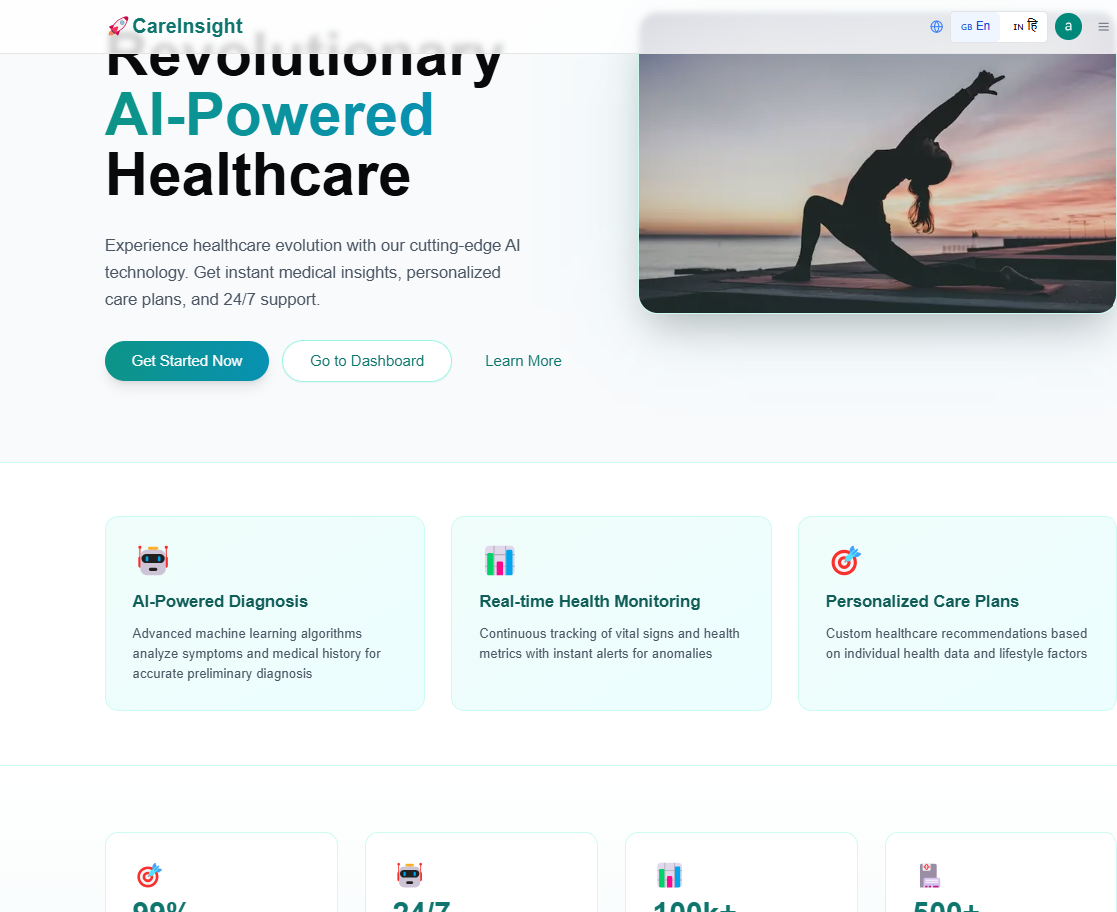 CareInsight
GB En
IN हि
a
Revolutionary
AI-Powered
Healthcare
Experience healthcare evolution with our cutting-edge AI
technology. Get instant medical insights, personalized
care plans, and 24/7 support.
Get Started Now
Go to Dashboard
Learn More
AI-Powered Diagnosis
Advanced machine learning algorithms
analyze symptoms and medical history for
accurate preliminary diagnosis
Real-time Health Monitoring
Continuous tracking of vital signs and health
metrics with instant alerts for anomalies
Personalized Care Plans
Custom healthcare recommendations based
on individual health data and lifestyle factors
99%
24/7
100k+
500+